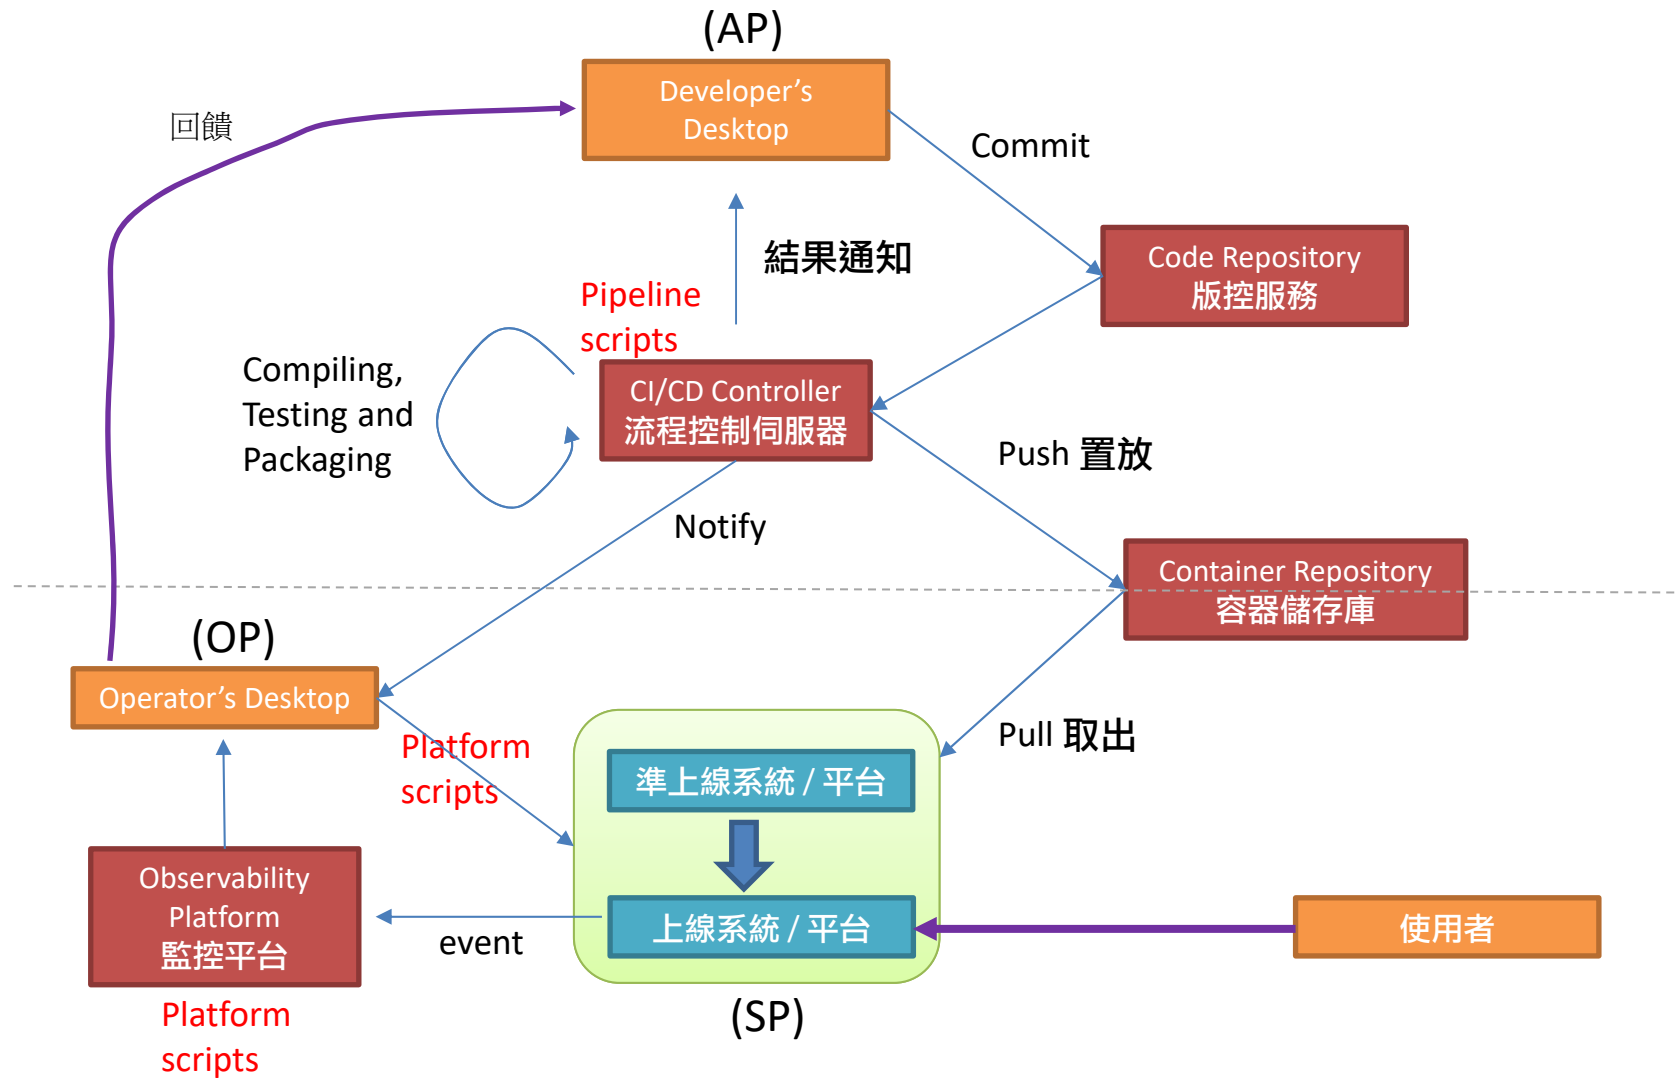 (AP)
Developer’s
Desktop
回饋
Commit
結果通知
Code Repository
版控服務
Pipeline
scripts
Compiling,
Testing and
Packaging
CI/CD Controller
流程控制伺服器
Push 置放
Notify
Container Repository
容器儲存庫
(OP)
Operator’s Desktop
Platform
scripts
Pull 取出
準上線系統 / 平台
Observability
Platform
監控平台
event
上線系統 / 平台
使用者
(SP)
Platform
scripts